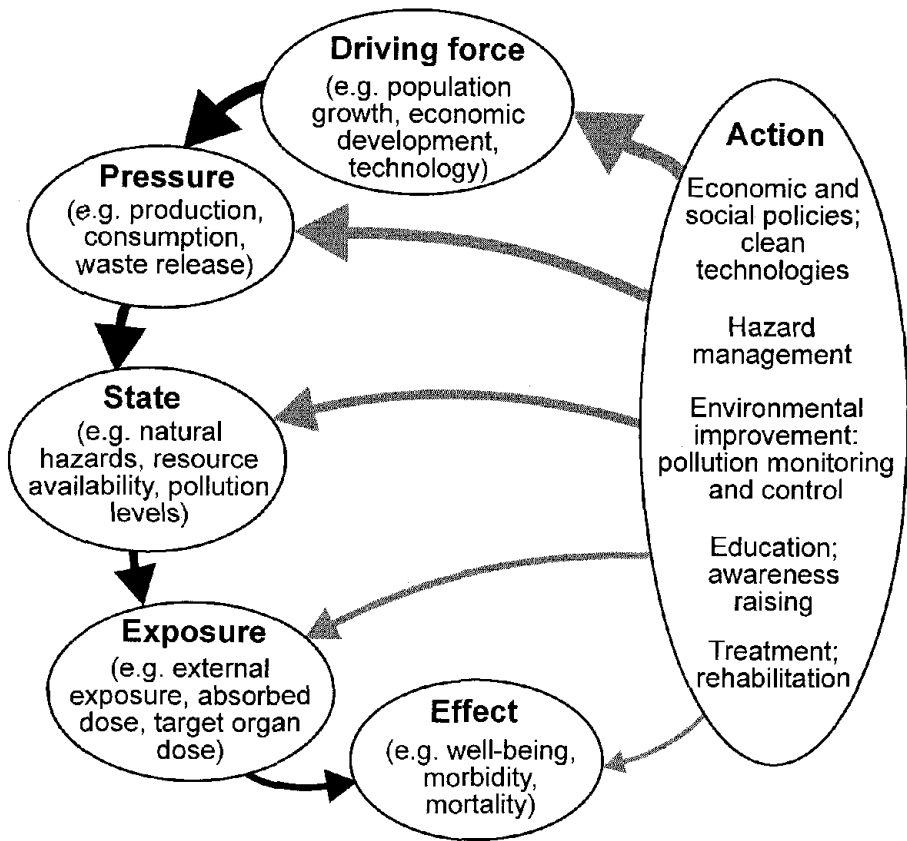 Driving force
(e.g. population
growth, economic
development,
technology)
Pressure
(e.g. production,
consumption,
waste release)
State
(e.g. natural
hazards, resource
availability, pollution
levels)
Exposure
(e.g. external
exposure, absorbed
dose, target organ
dose)
Effect
(e.g. well-being,
morbidity,
mortality)
Action
Economic and
social policies;
clean
technologies
Hazard
management
Environmental
improvement:
pollution monitoring
and control
Education;
awareness
raising
Treatment;
rehabilitation